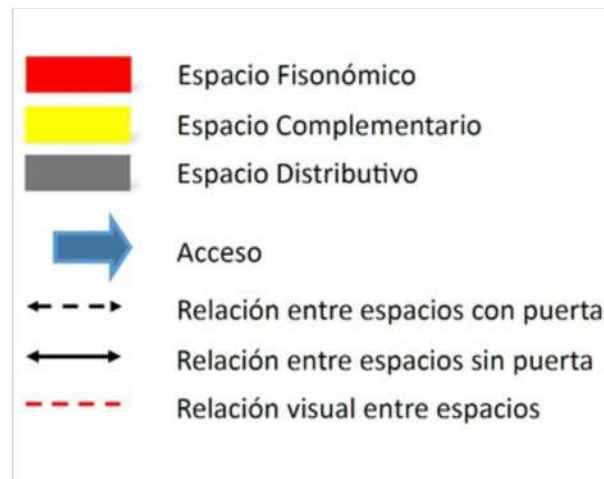 Espacio Fisonómico
Espacio Complementario
Espacio Distributivo
Acceso
Relación entre espacios con puerta
Relación entre espacios sin puerta
Relación visual entre espacios